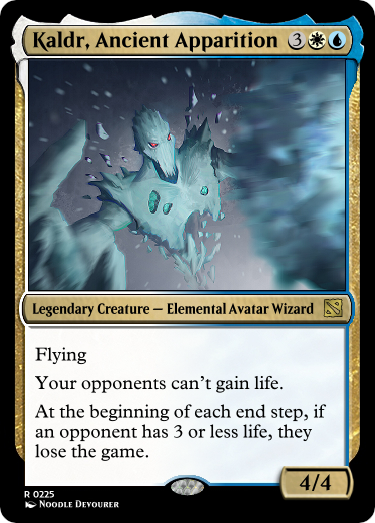 Kaldr, Ancient Apparition 3
Legendary Creature — Elemental Avatar Wizard
Flying
Your opponents can't gain life.
At the beginning of each end step, if
an opponent has 3 or less life, they
lose the game.
4/4
R 0225
Noodle Devourer